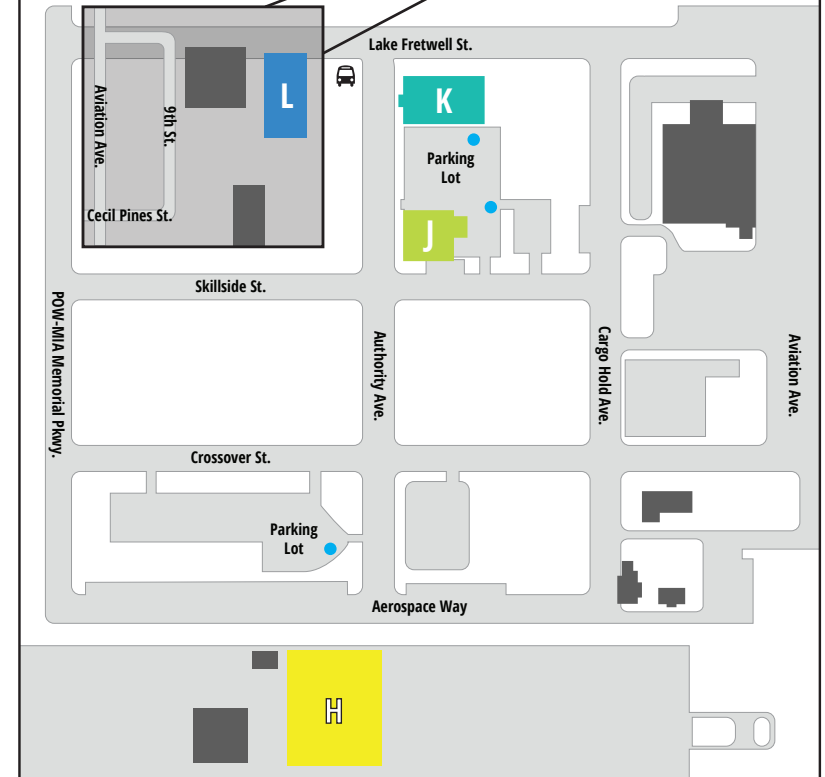 Lake Fretwell St.
Aviation Ave.
9th St.
L
K
Parking
Lot
J
Cecil Pines St.
Skillside St.
POW-MIA Memorial Pkwy.
Authority Ave.
Cargo Hold Ave.
Aviation Ave.
Crossover St.
Parking
Lot
Aerospace Way
H